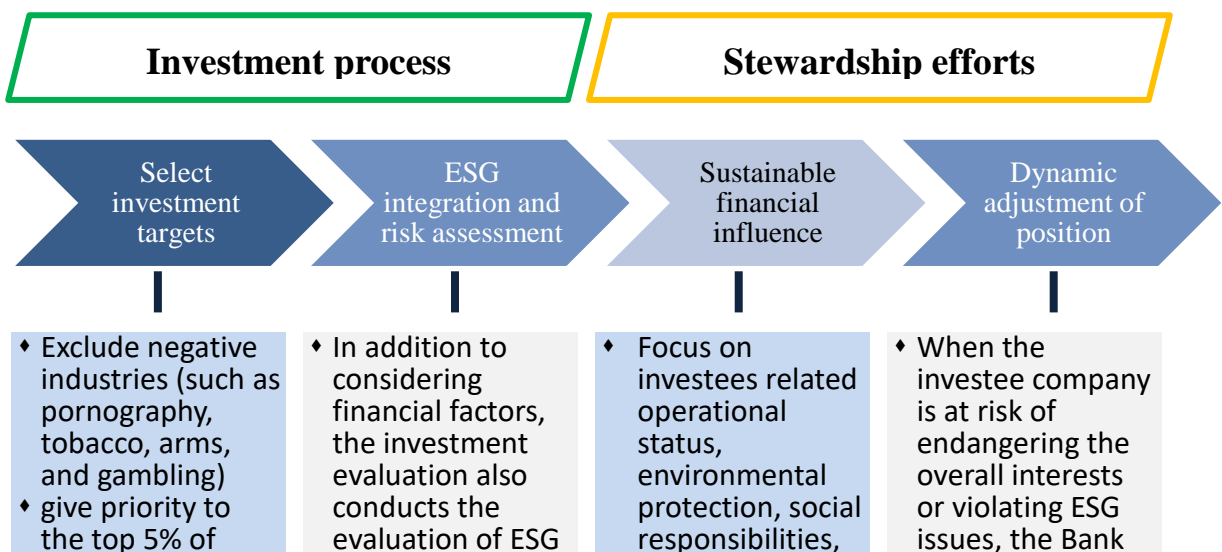 Investment process
Stewardship efforts
Select
investment
targets
ESG
integration and
risk assessment
Sustainable
financial
influence
Dynamic
adjustment of
position
♦ Exclude negative
industries (such as
pornography,
tobacco, arms,
and gambling)
♦ give priority to
the top 5% of
♦ In addition to
considering
financial factors,
the investment
evaluation also
conducts the
evaluation of ESG
♦ Focus on
investees related
operational
status,
environmental
protection, social
responsibilities,
♦ When the
investee company
is at risk of
endangering the
overall interests
or violating ESG
issues, the Bank